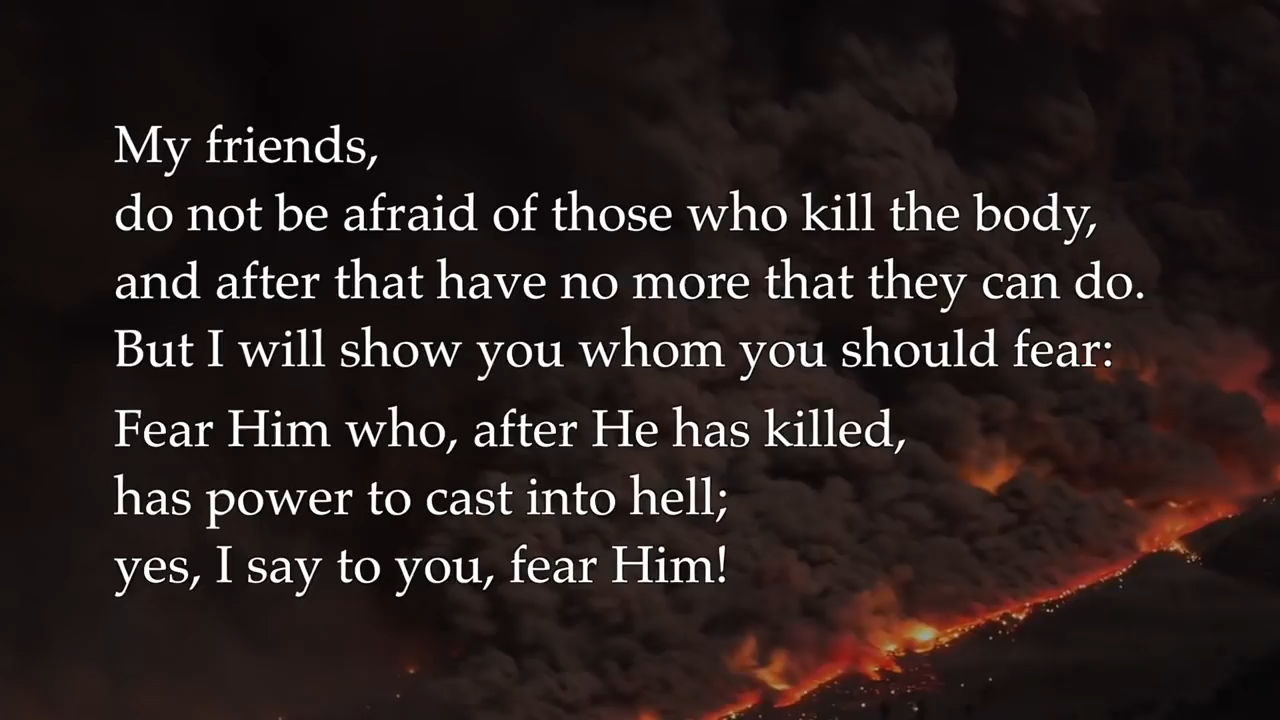 My friends,
do not be afraid of those who kill the body,
and after that have no more that they can do.
But I will show you whom you should fear:
Fear Him who, after He has killed,
has power to cast into hell;
yes, I say to you, fear Him!